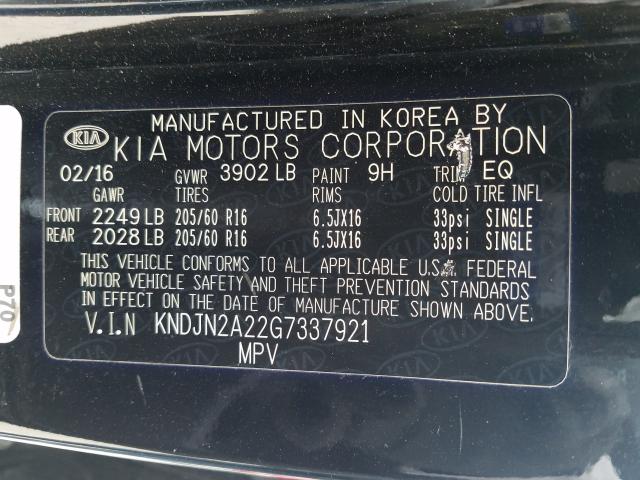 MANUFACTURED IN KOREA BY
KIA KIA MOTORS CORPORATION
02/16 GVWR 3902 LB PAINT 9H TRIM EQ
GAWR TIRES RIMS COLD TIRE INFL
FRONT 2249 LB 205/60 R16 6.5JX16 33psi SINGLE
REAR 2028 LB 205/60 R16 6.5JX16 33psi SINGLE
THIS VEHICLE CONFORMS TO ALL APPLICABLE U.S. FEDERAL
MOTOR VEHICLE SAFETY AND THEFT PREVENTION STANDARDS
IN EFFECT ON THE DATE OF MANUFACTURE SHOWN ABOVE.
V.I.N KNDJN2A22G7337921
MPV
P70